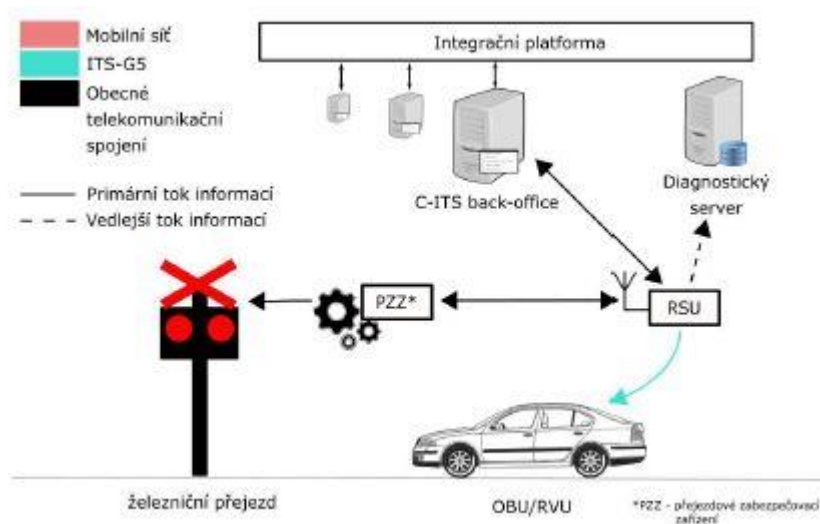 Mobilní síť
ITS-G5
Obecné
telekomunikační
spojení
Primární tok informací
Vedlejší tok informací
Integrační platforma
C-ITS back-office
Diagnostický
server
PZZ*
RSU
železniční přejezd
OBU/RVU
*PZZ - přejezdové zabezpečovací
zařízení